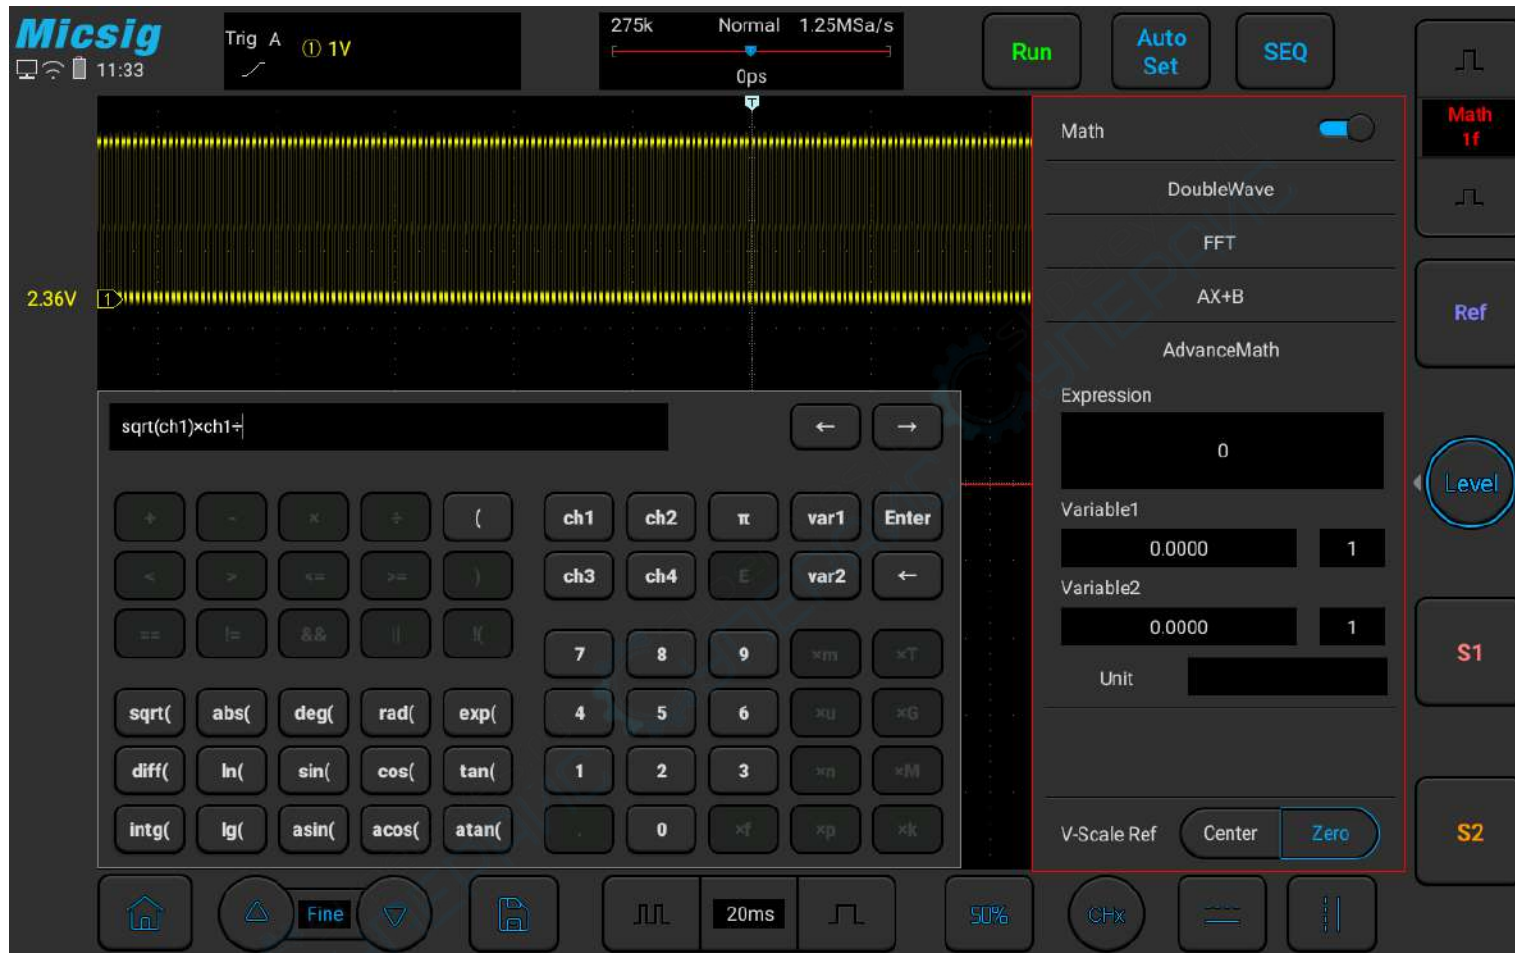 Micsig
11:33
Trig A ① 1V
275k Normal 1.25MSa/s
0ps
Run
Auto
Set
SEQ
T
Math
1f
Math
DoubleWave
FFT
AX+B
AdvanceMath
Expression
0
Variable1
0.0000 1
Variable2
0.0000 1
Unit
V-Scale Ref Center Zero
2.36V 1
Ref
Level
S1
S2
sqrt(ch1)×ch1÷ ← →
+ - × ÷ ( ch1 ch2 π var1 Enter
< > <= >= ) ch3 ch4 E var2 ←
== != && || !(
7 8 9 ×m ×T
sqrt( abs( deg( rad( exp( 4 5 6 ×u ×G
diff( ln( sin( cos( tan( 1 2 3 ×n ×M
intg( lg( asin( acos( atan( . 0 ×f ×p ×k
Fine 20ms 50% CHx